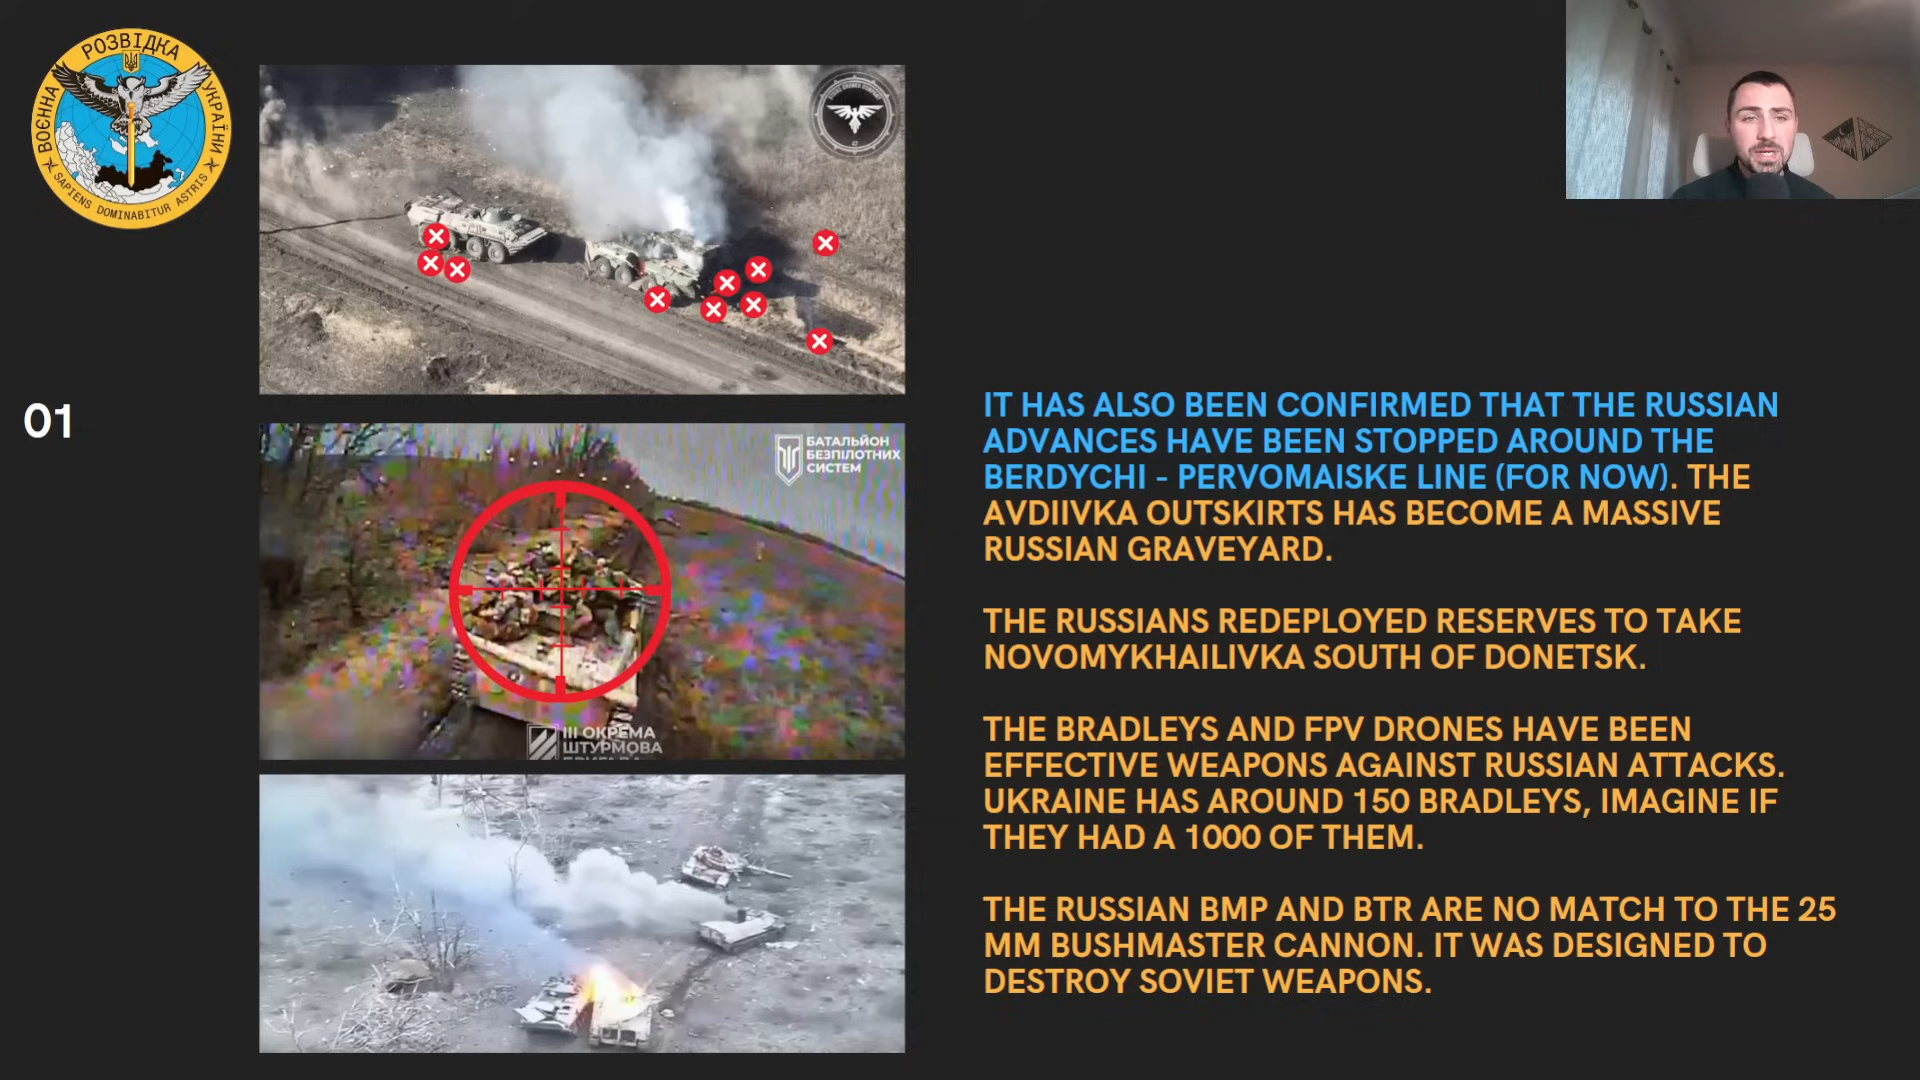 РОЗВІДКА
ВОЄННА
УКРАЇНИ
SAPIENS DOMINABITUR ASTRIS
01
БАТАЛЬЙОН
БЕЗПІЛОТНИХ
СИСТЕМ
ІІІ ОКРЕМА
ШТУРМОВА
IT HAS ALSO BEEN CONFIRMED THAT THE RUSSIAN
ADVANCES HAVE BEEN STOPPED AROUND THE
BERDYCHI - PERVOMAISKE LINE (FOR NOW). THE
AVDIIVKA OUTSKIRTS HAS BECOME A MASSIVE
RUSSIAN GRAVEYARD.
THE RUSSIANS REDEPLOYED RESERVES TO TAKE
NOVOMYKHAILIVKA SOUTH OF DONETSK.
THE BRADLEYS AND FPV DRONES HAVE BEEN
EFFECTIVE WEAPONS AGAINST RUSSIAN ATTACKS.
UKRAINE HAS AROUND 150 BRADLEYS, IMAGINE IF
THEY HAD A 1000 OF THEM.
THE RUSSIAN BMP AND BTR ARE NO MATCH TO THE 25
MM BUSHMASTER CANNON. IT WAS DESIGNED TO
DESTROY SOVIET WEAPONS.